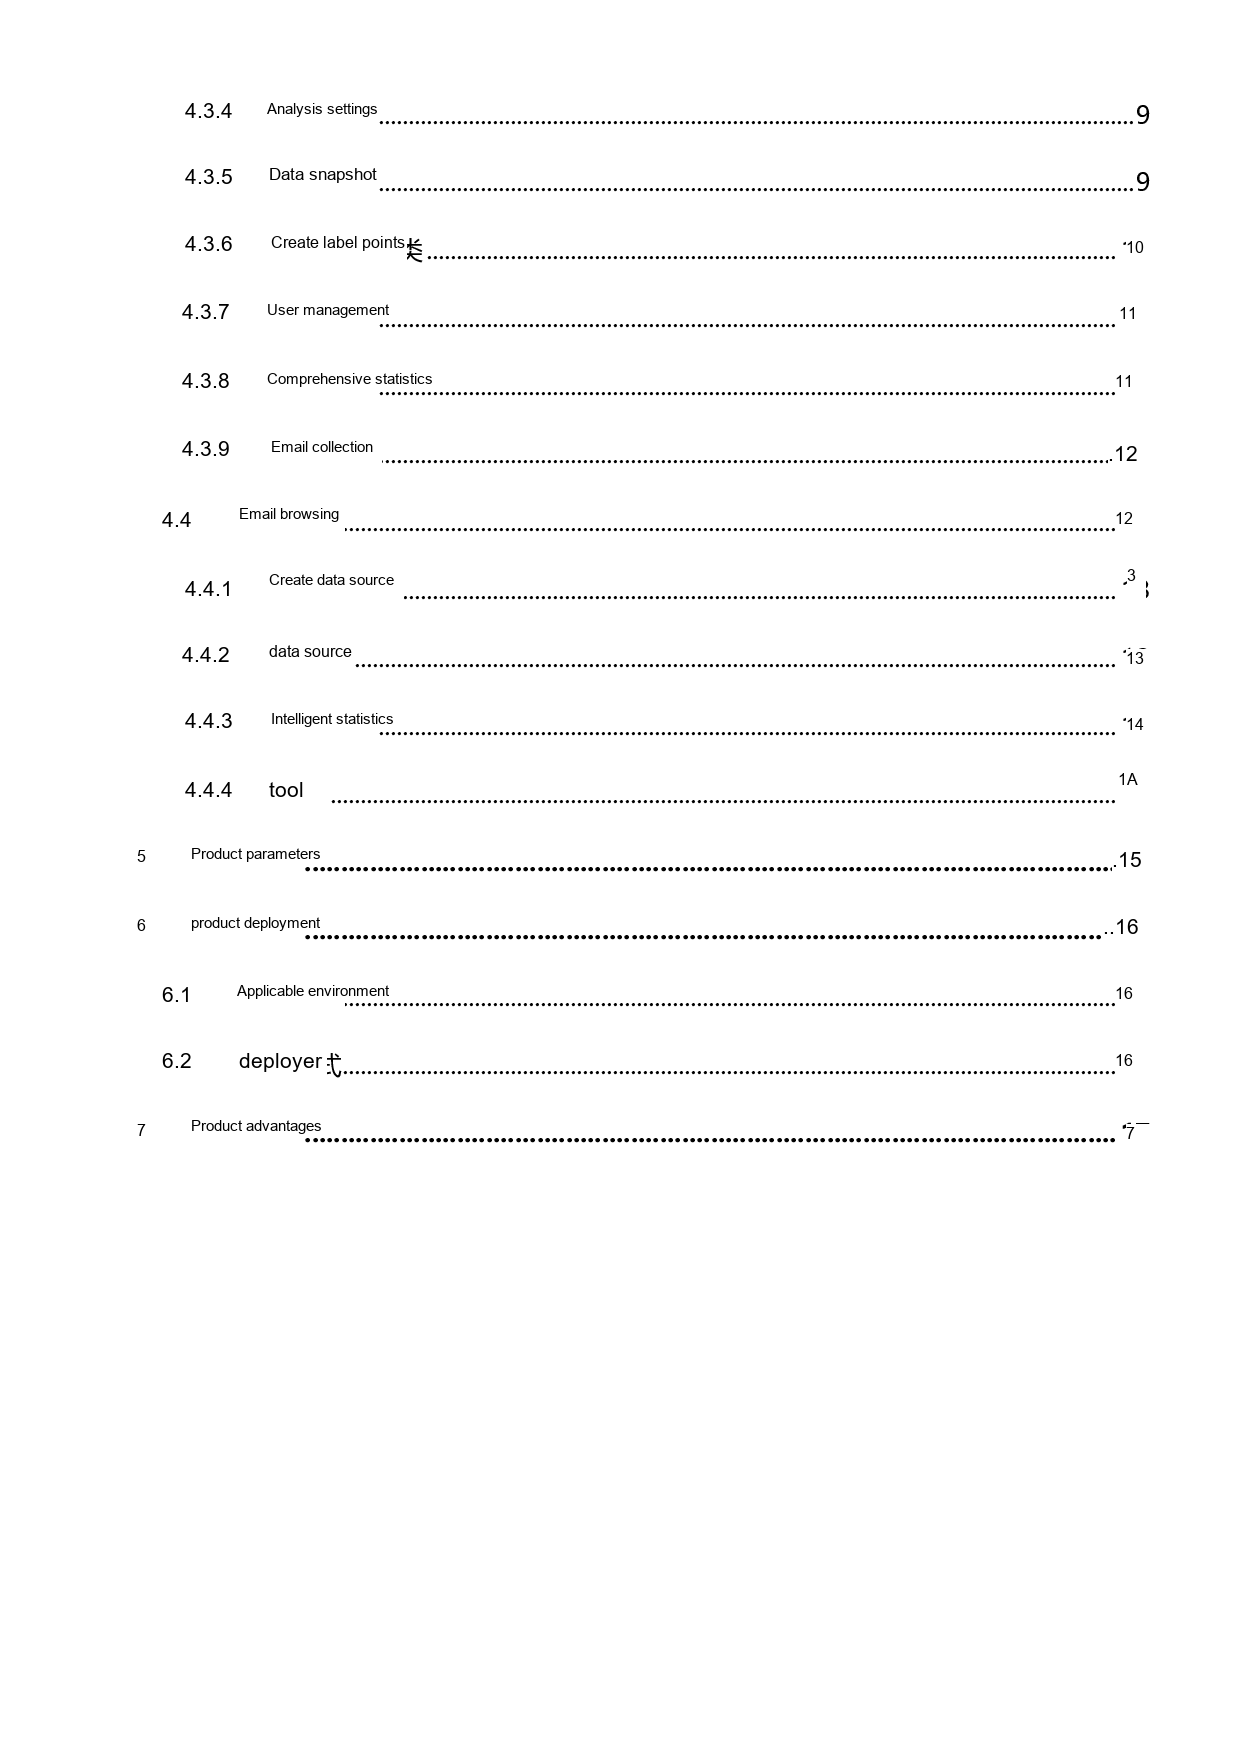 4.3.4 Analysis settings 9
4.3.5 Data snapshot 9
4.3.6 Create label points 10
4.3.7 User management 11
4.3.8 Comprehensive statistics 11
4.3.9 Email collection 12
4.4 Email browsing 12
4.4.1 Create data source 3
4.4.2 data source 13
4.4.3 Intelligent statistics 14
4.4.4 tool 1A
5 Product parameters 15
6 product deployment 16
6.1 Applicable environment 16
6.2 deployer 16
7 Product advantages 7